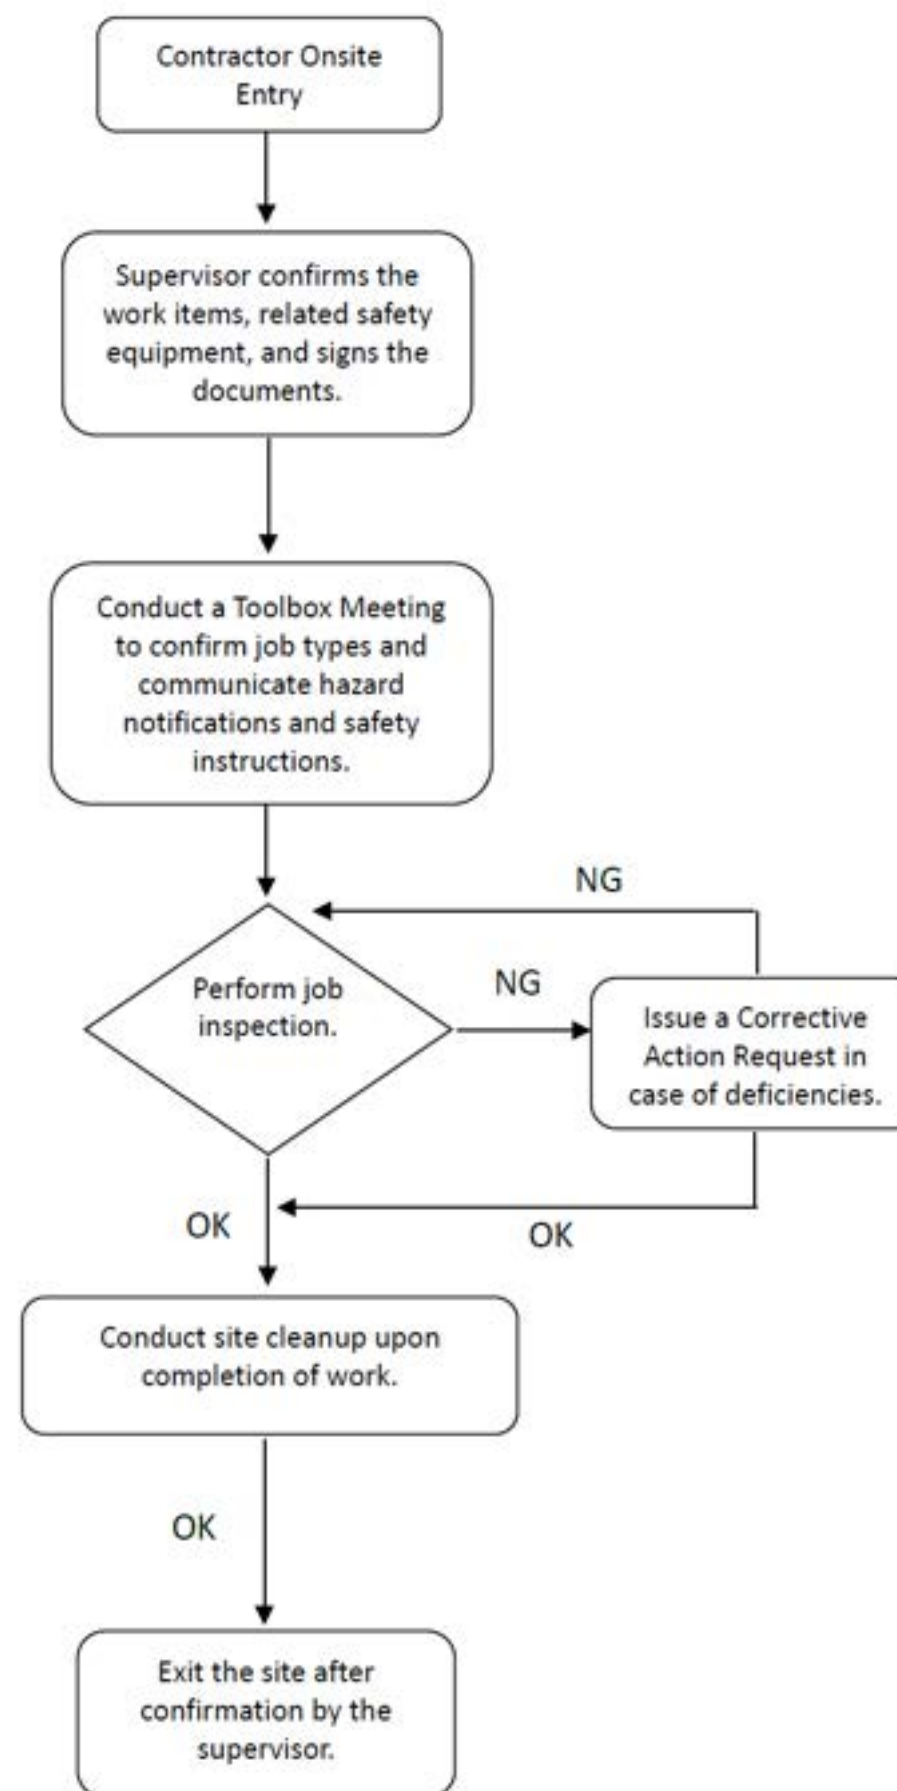 Contractor Onsite
Entry
Supervisor confirms the
work items, related safety
equipment, and signs the
documents.
Conduct a Toolbox Meeting
to confirm job types and
communicate hazard
notifications and safety
instructions.
NG
Perform job
inspection.
NG
Issue a Corrective
Action Request in
case of deficiencies.
OK
OK
Conduct site cleanup upon
completion of work.
OK
Exit the site after
confirmation by the
supervisor.